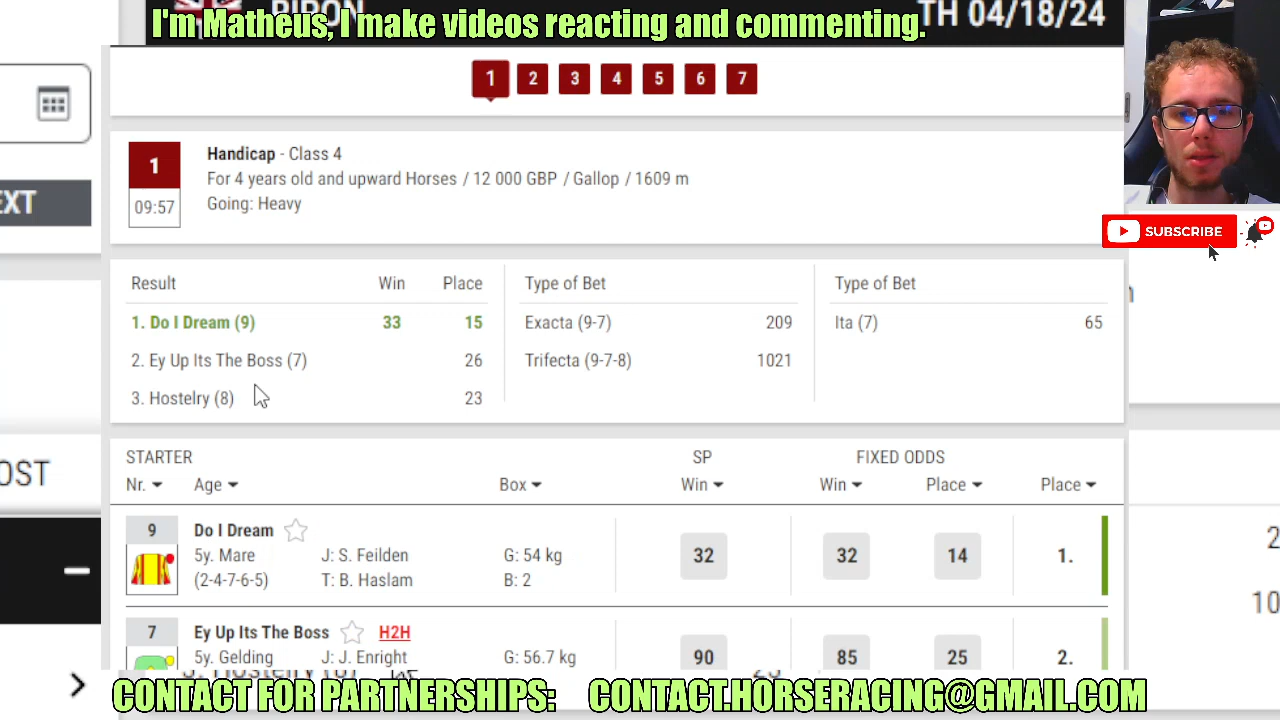 RIPON
TH 04/18/24
I'm Matheus, I make videos reacting and commenting.
1 2 3 4 5 6 7
EXT
1
09:57
Handicap - Class 4
For 4 years old and upward Horses / 12 000 GBP / Gallop / 1609 m
Going: Heavy
SUBSCRIBE
Result Win Place
1. Do I Dream (9) 33 15
2. Ey Up Its The Boss (7) 26
3. Hostelry (8) 23
Type of Bet
Exacta (9-7) 209
Trifecta (9-7-8) 1021
Type of Bet
Ita (7) 65
OST
STARTER SP FIXED ODDS
Nr. Age Box Win Win Place Place
9 Do I Dream
5y. Mare J: S. Feilden G: 54 kg 32 32 14 1.
(2-4-7-6-5) T: B. Haslam B: 2
7 Ey Up Its The Boss H2H
5y. Gelding J: J. Enright G: 56.7 kg 90 85 25 2.
2
10
CONTACT FOR PARTNERSHIPS: CONTACT.HORSERACING@GMAIL.COM